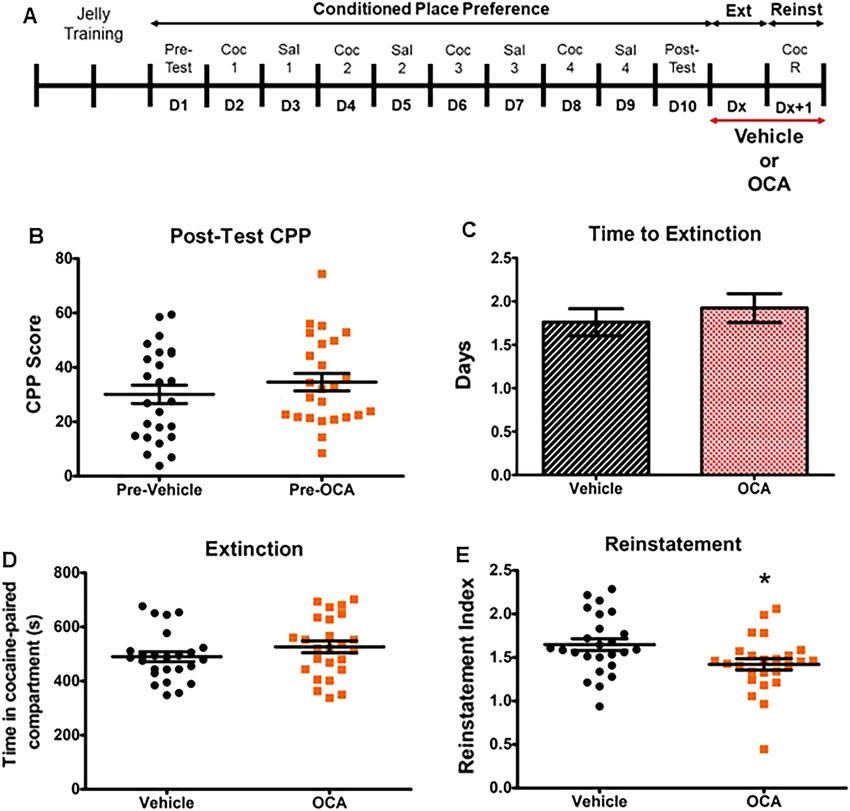 A
Jelly
Training
Conditioned Place Preference
Ext
Reinst
Pre-
Test
Coc
1
Sal
1
Coc
2
Sal
2
Coc
3
Sal
3
Coc
4
Sal
4
Post-
Test
Coc
R
D1 D2 D3 D4 D5 D6 D7 D8 D9 D10 Dx Dx+1
Vehicle
or
OCA
B
Post-Test CPP
CPP Score
80
60
40
20
0
Pre-Vehicle Pre-OCA
C
Time to Extinction
Days
2.5
2.0
1.5
1.0
0.5
0.0
Vehicle OCA
D
Extinction
Time in cocaine-paired
compartment (s)
800
600
400
200
0
Vehicle OCA
E
Reinstatement
Reinstatement Index
2.5
2.0
1.5
1.0
0.5
0.0
*
Vehicle OCA